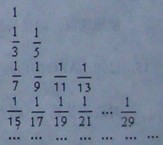 1
1/3 1/5
1/7 1/9 1/11 1/13
1/15 1/17 1/19 1/21 … 1/29
… … … … … …